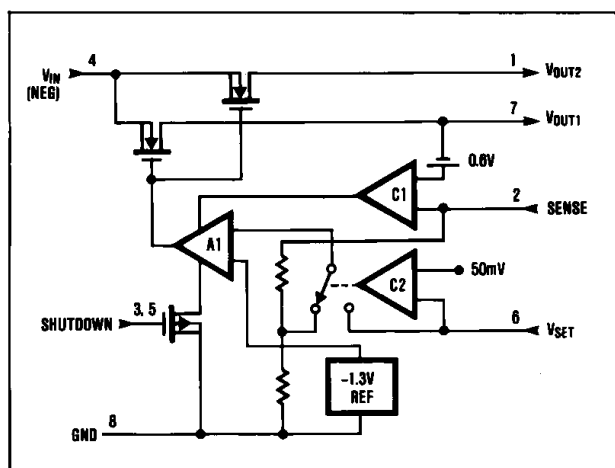 4
VIN
(NEG)
1
VOUT2
7
VOUT1
0.6V
C1
2
SENSE
A1
C2
50mV
3, 5
SHUTDOWN
6
VSET
-1.3V
REF
8
GND